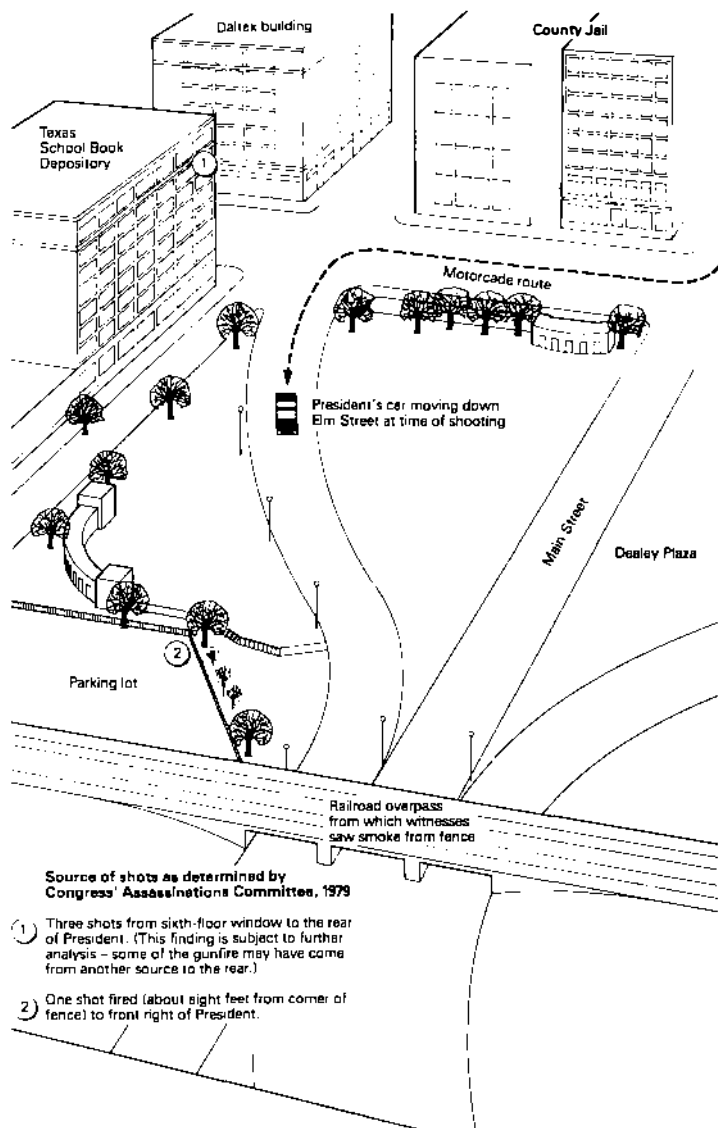 Daltex building
County Jail
Texas
School Book
Depository
1
Motorcade route
President's car moving down
Elm Street at time of shooting
Main Street
Dealey Plaza
2
Parking lot
Railroad overpass
from which witnesses
saw smoke from fence
Source of shots as determined by
Congress' Assassinations Committee, 1979
1 Three shots from sixth-floor window to the rear
of President. (This finding is subject to further
analysis – some of the gunfire may have come
from another source to the rear.)
2 One shot fired (about eight feet from corner of
fence) to front right of President.